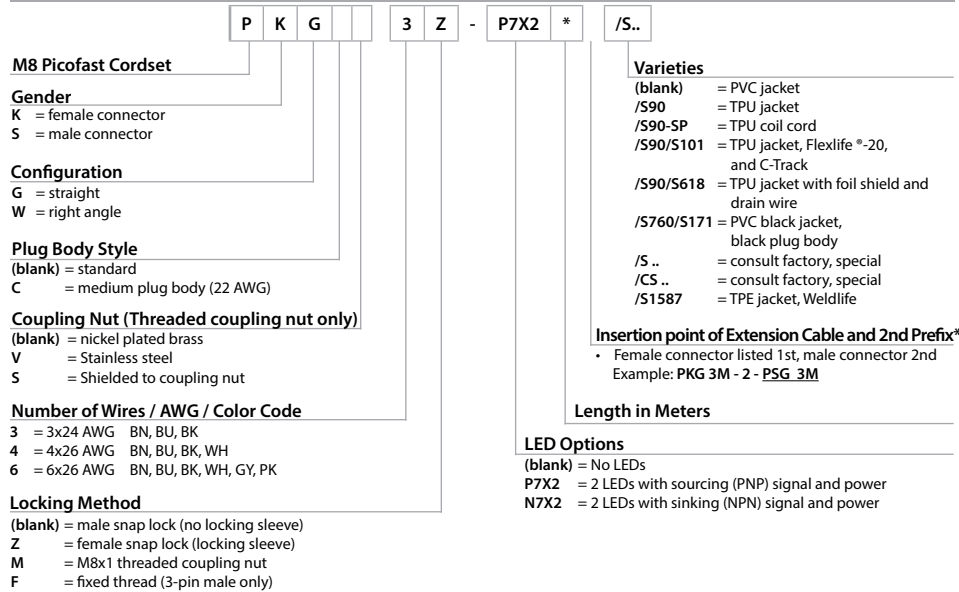 P K G 3 Z - P7X2 * /S..
M8 Picofast Cordset
Gender
K = female connector
S = male connector
Configuration
G = straight
W = right angle
Plug Body Style
(blank) = standard
C = medium plug body (22 AWG)
Coupling Nut (Threaded coupling nut only)
(blank) = nickel plated brass
V = Stainless steel
S = Shielded to coupling nut
Number of Wires / AWG / Color Code
3 = 3x24 AWG BN, BU, BK
4 = 4x26 AWG BN, BU, BK, WH
6 = 6x26 AWG BN, BU, BK, WH, GY, PK
Locking Method
(blank) = male snap lock (no locking sleeve)
Z = female snap lock (locking sleeve)
M = M8x1 threaded coupling nut
F = fixed thread (3-pin male only)
Varieties
(blank) = PVC jacket
/S90 = TPU jacket
/S90-SP = TPU coil cord
/S90/S101 = TPU jacket, Flexlife ®-20,
and C-Track
/S90/S618 = TPU jacket with foil shield and
drain wire
/S760/S171 = PVC black jacket,
black plug body
/S .. = consult factory, special
/CS .. = consult factory, special
/S1587 = TPE jacket, Weldlife
Insertion point of Extension Cable and 2nd Prefix*
• Female connector listed 1st, male connector 2nd
Example: PKG 3M - 2 - PSG 3M
Length in Meters
LED Options
(blank) = No LEDs
P7X2 = 2 LEDs with sourcing (PNP) signal and power
N7X2 = 2 LEDs with sinking (NPN) signal and power